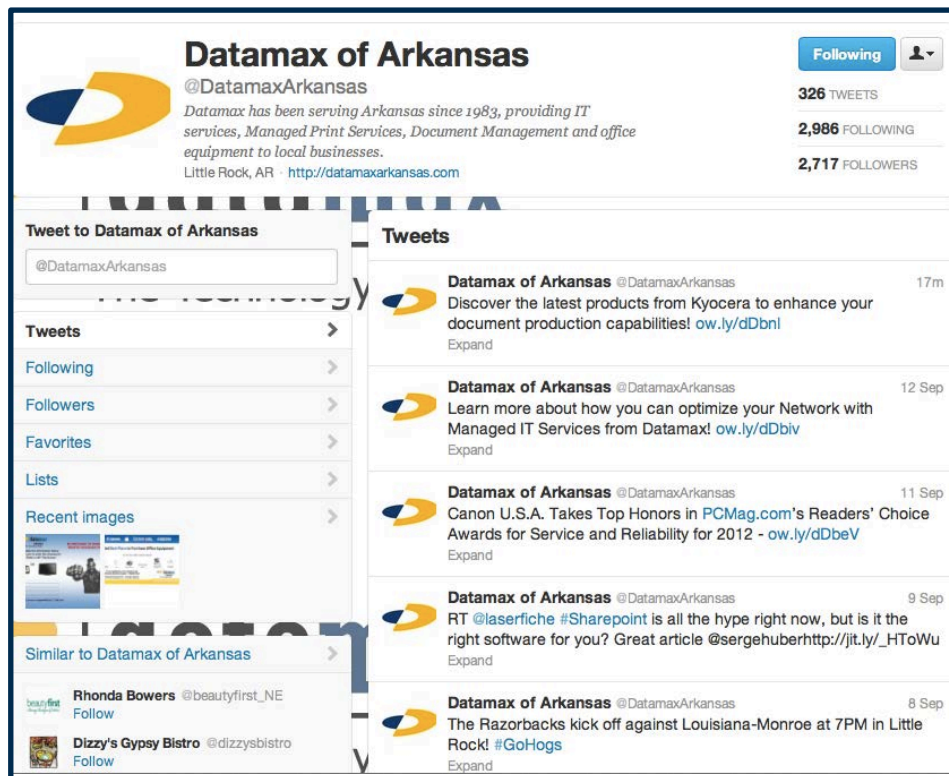 Datamax of Arkansas
@DatamaxArkansas
Datamax has been serving Arkansas since 1983, providing IT
services, Managed Print Services, Document Management and office
equipment to local businesses.
Little Rock, AR · http://datamaxarkansas.com
Following
326 TWEETS
2,986 FOLLOWING
2,717 FOLLOWERS
Tweet to Datamax of Arkansas
@DatamaxArkansas
Tweets
Following
Followers
Favorites
Lists
Recent images
Similar to Datamax of Arkansas
Rhonda Bowers @beautyfirst_NE
Follow
Dizzy's Gypsy Bistro @dizzysbistro
Follow
Tweets
Datamax of Arkansas @DatamaxArkansas 17m
Discover the latest products from Kyocera to enhance your
document production capabilities! ow.ly/dDbnl
Expand
Datamax of Arkansas @DatamaxArkansas 12 Sep
Learn more about how you can optimize your Network with
Managed IT Services from Datamax! ow.ly/dDbiv
Expand
Datamax of Arkansas @DatamaxArkansas 11 Sep
Canon U.S.A. Takes Top Honors in PCMag.com's Readers' Choice
Awards for Service and Reliability for 2012 - ow.ly/dDbeV
Expand
Datamax of Arkansas @DatamaxArkansas 9 Sep
RT @laserfiche #Sharepoint is all the hype right now, but is it the
right software for you? Great article @sergehuberhttp://jit.ly/_HToWu
Expand
Datamax of Arkansas @DatamaxArkansas 8 Sep
The Razorbacks kick off against Louisiana-Monroe at 7PM in Little
Rock! #GoHogs
Expand